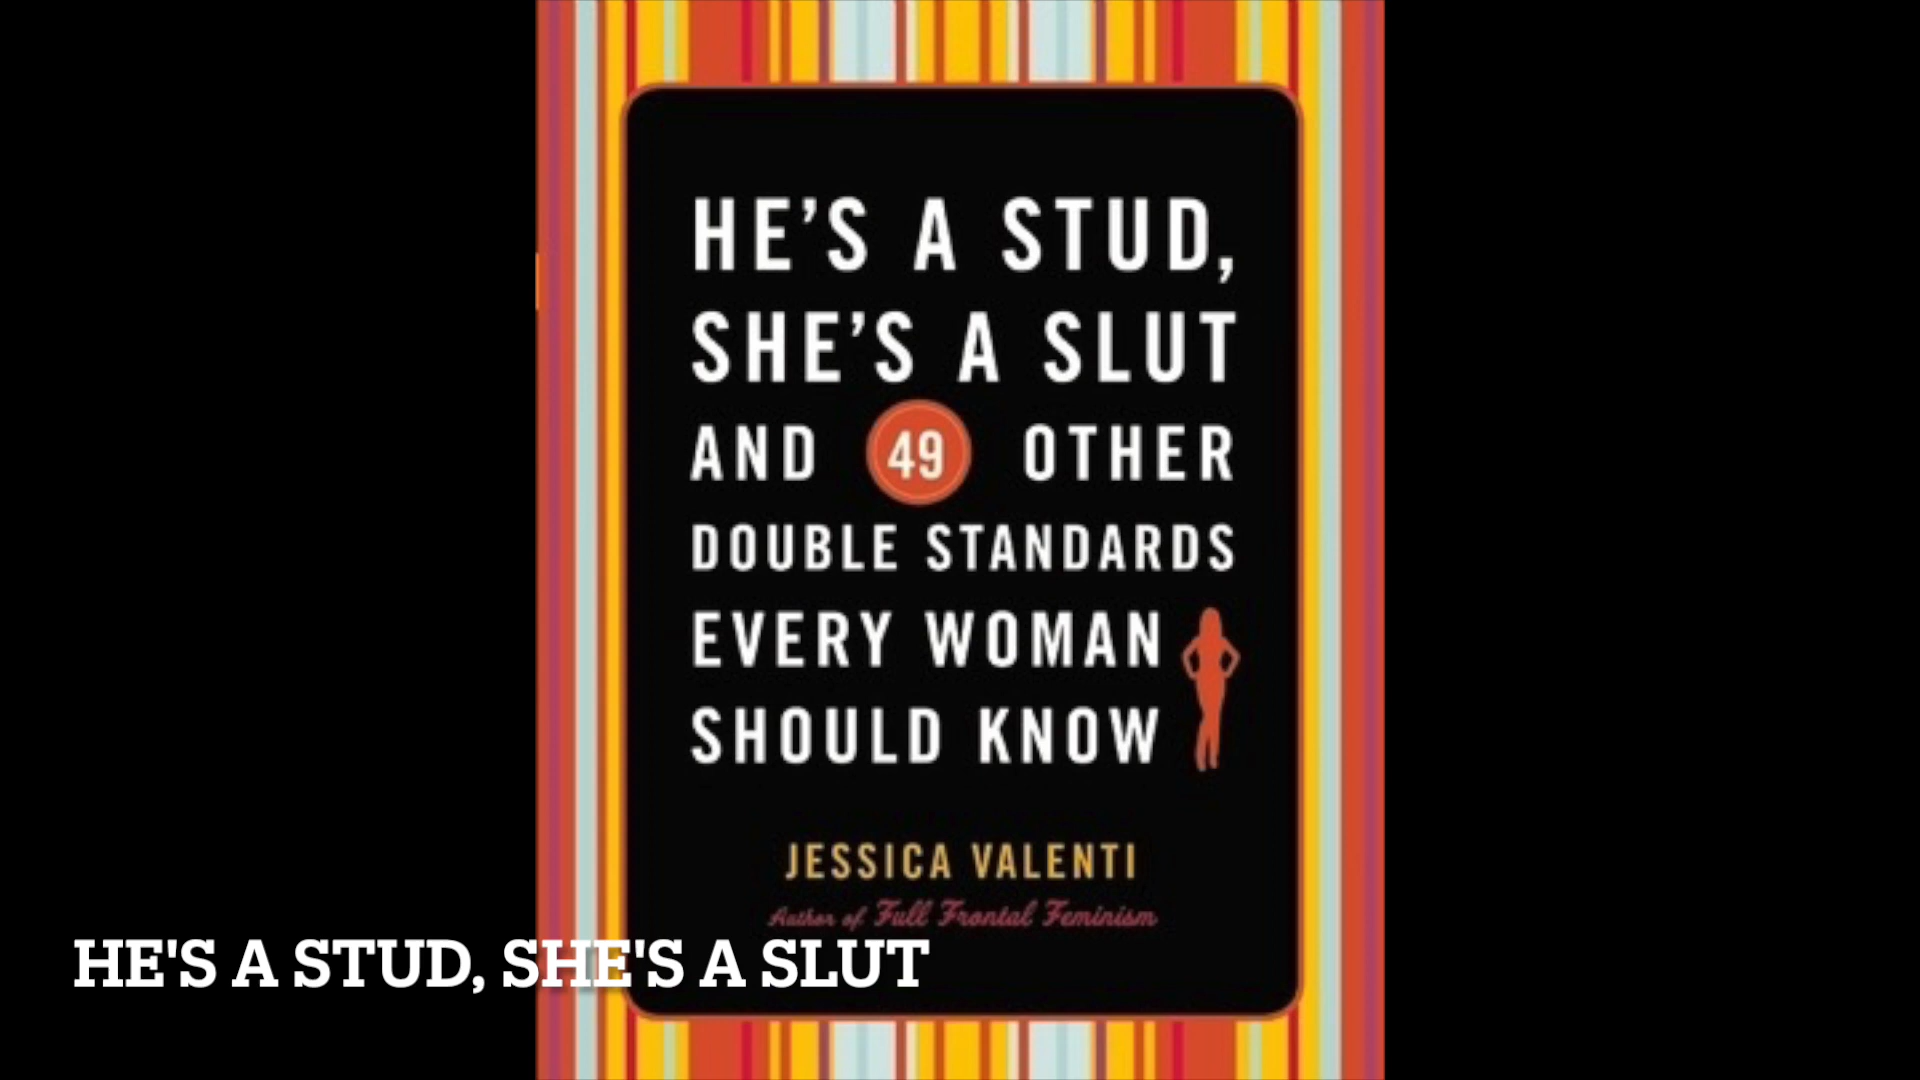 HE'S A STUD,
SHE'S A SLUT
AND 49 OTHER
DOUBLE STANDARDS
EVERY WOMAN
SHOULD KNOW
JESSICA VALENTI
Author of Full Frontal Feminism
HE'S A STUD, SHE'S A SLUT